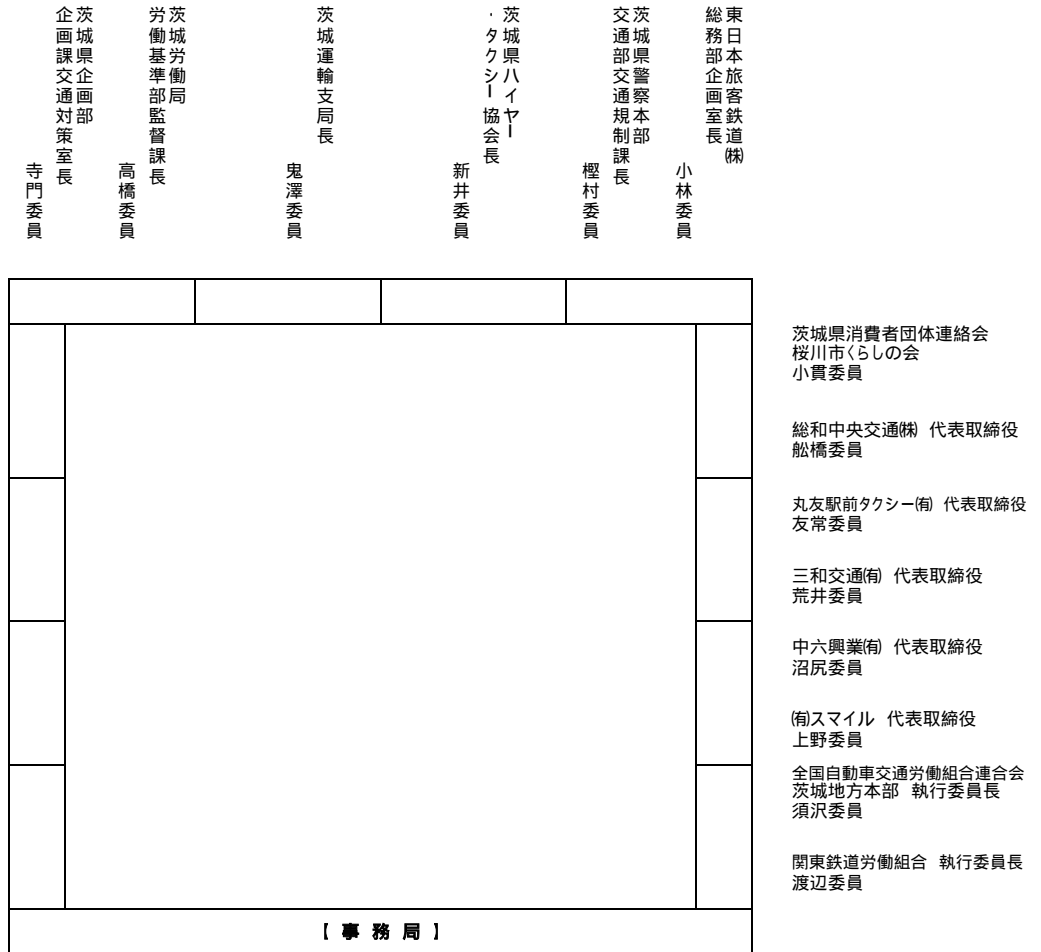 東日本旅客鉄道㈱
総務部企画室長
小林委員
茨城県警察本部
交通部交通規制課長
樫村委員
茨城県ハイヤー
・タクシー協会長
新井委員
茨城運輸支局長
鬼澤委員
茨城労働局
労働基準部監督課長
高橋委員
茨城県企画部
企画課交通対策室長
寺門委員
茨城県消費者団体連絡会
桜川市くらしの会
小貫委員
総和中央交通㈱ 代表取締役
舩橋委員
丸友駅前タクシー㈲ 代表取締役
友常委員
三和交通㈲ 代表取締役
荒井委員
中六興業㈲ 代表取締役
沼尻委員
㈲スマイル 代表取締役
上野委員
全国自動車交通労働組合連合会
茨城地方本部 執行委員長
須沢委員
関東鉄道労働組合 執行委員長
渡辺委員
【事務局】